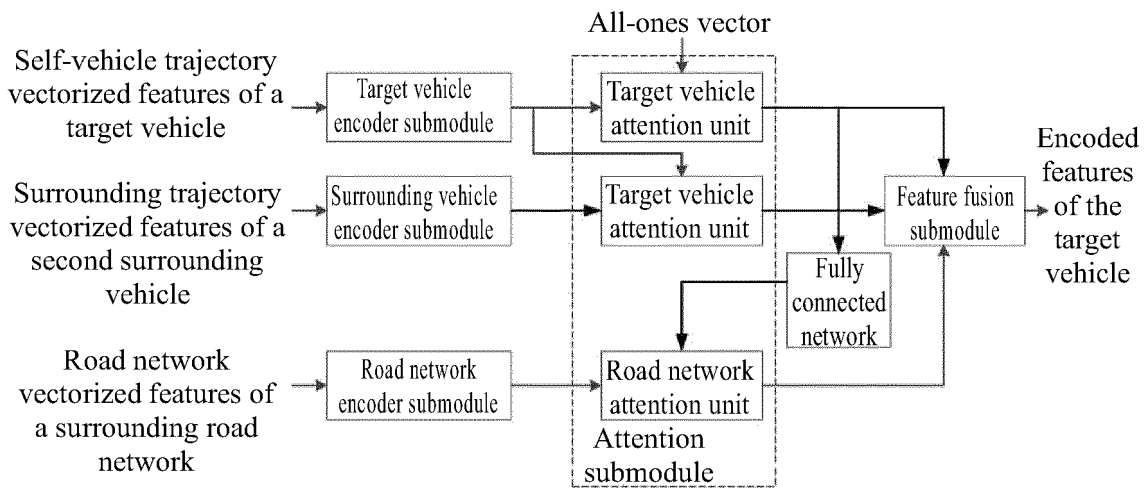 All-ones vector
Self-vehicle trajectory
vectorized features of a
target vehicle
Target vehicle
encoder submodule
Target vehicle
attention unit
Surrounding trajectory
vectorized features of a
second surrounding
vehicle
Surrounding vehicle
encoder submodule
Target vehicle
attention unit
Feature fusion
submodule
Encoded
features
of the
target
vehicle
Fully
connected
network
Road network
vectorized features of
a surrounding road
network
Road network
encoder submodule
Road network
attention unit
Attention
submodule